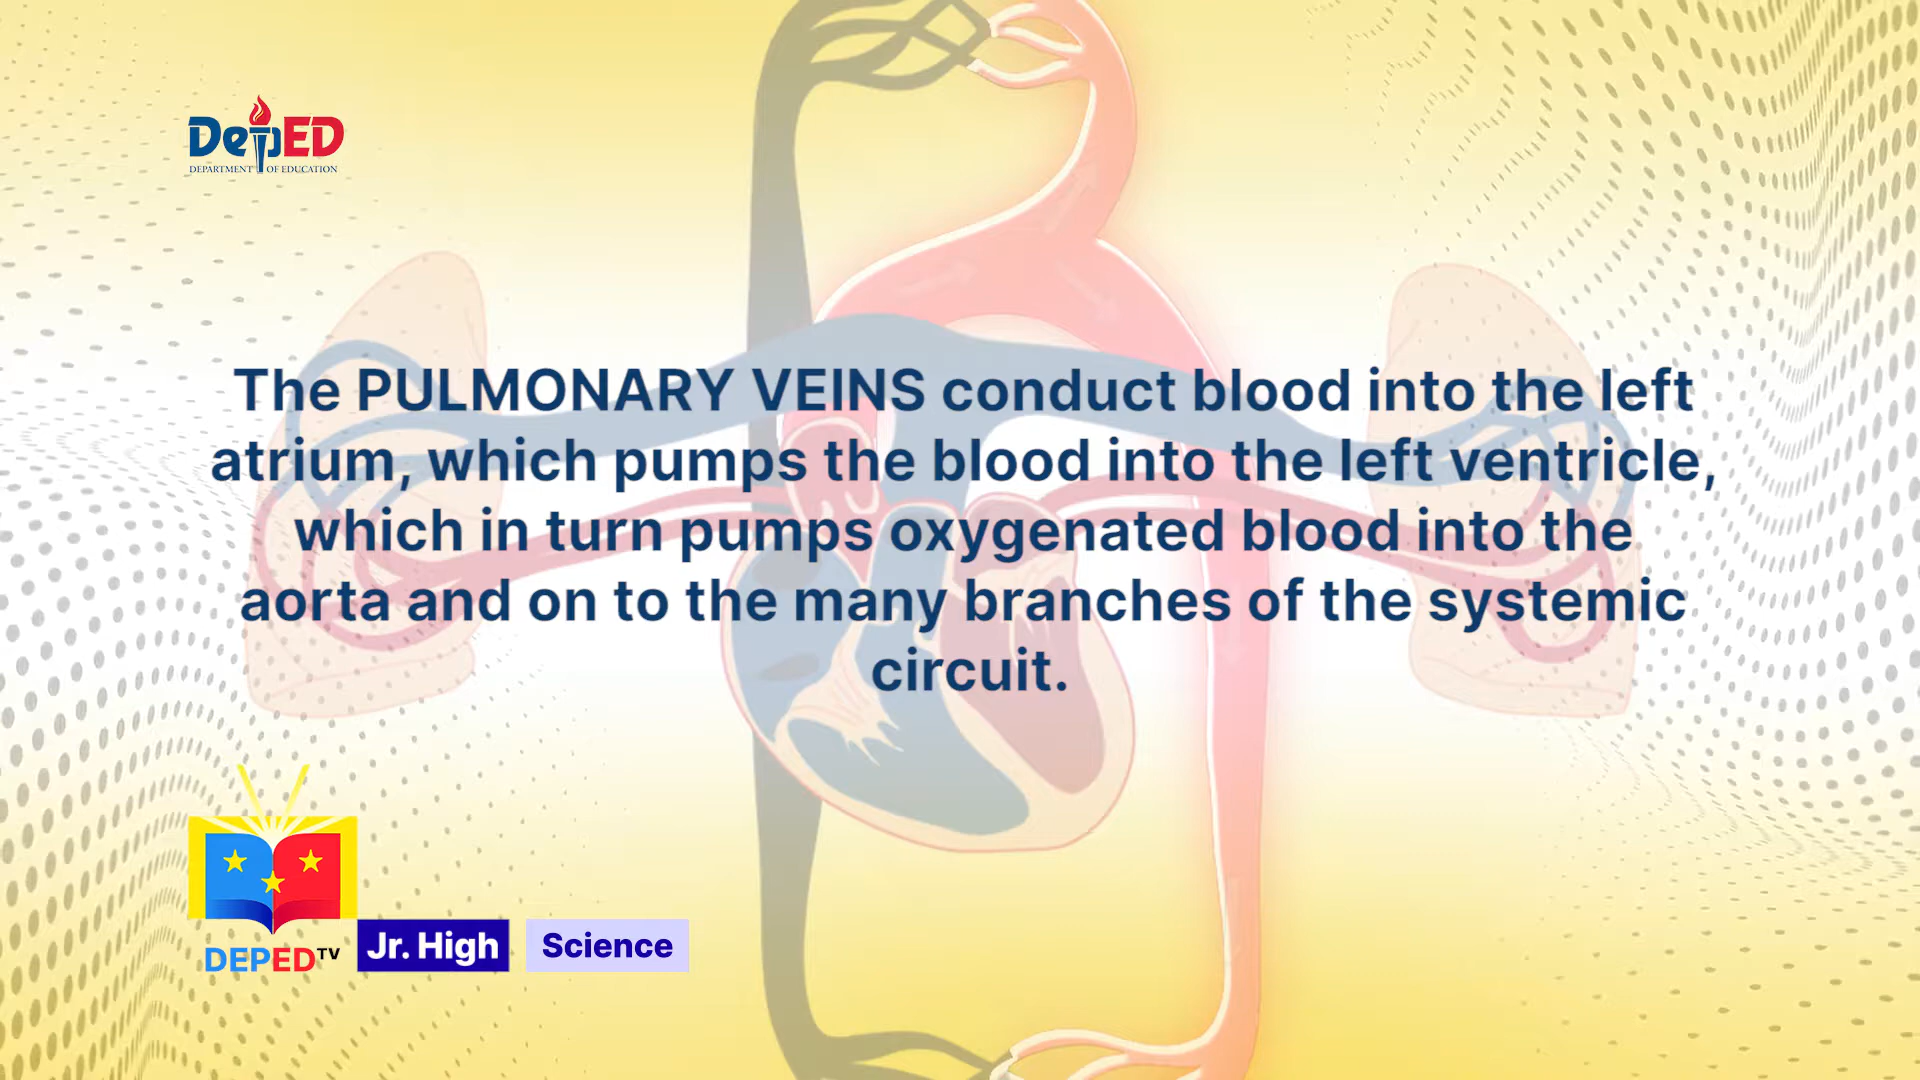 DepED
DEPARTMENT OF EDUCATION
The PULMONARY VEINS conduct blood into the left
atrium, which pumps the blood into the left ventricle,
which in turn pumps oxygenated blood into the
aorta and on to the many branches of the systemic
circuit.
DEPED TV
Jr. High
Science